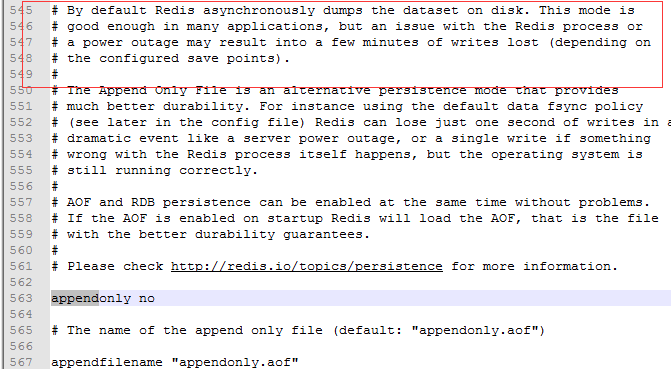 545 # By default Redis asynchronously dumps the dataset on disk. This mode is
546 # good enough in many applications, but an issue with the Redis process or
547 # a power outage may result into a few minutes of writes lost (depending on
548 # the configured save points).
549 #
550 # The Append Only File is an alternative persistence mode that provides
551 # much better durability. For instance using the default data fsync policy
552 # (see later in the config file) Redis can lose just one second of writes in a
553 # dramatic event like a server power outage, or a single write if something
554 # wrong with the Redis process itself happens, but the operating system is
555 # still running correctly.
556 #
557 # AOF and RDB persistence can be enabled at the same time without problems.
558 # If the AOF is enabled on startup Redis will load the AOF, that is the file
559 # with the better durability guarantees.
560 #
561 # Please check http://redis.io/topics/persistence for more information.
562
563 appendonly no
564
565 # The name of the append only file (default: "appendonly.aof")
566
567 appendfilename "appendonly.aof"